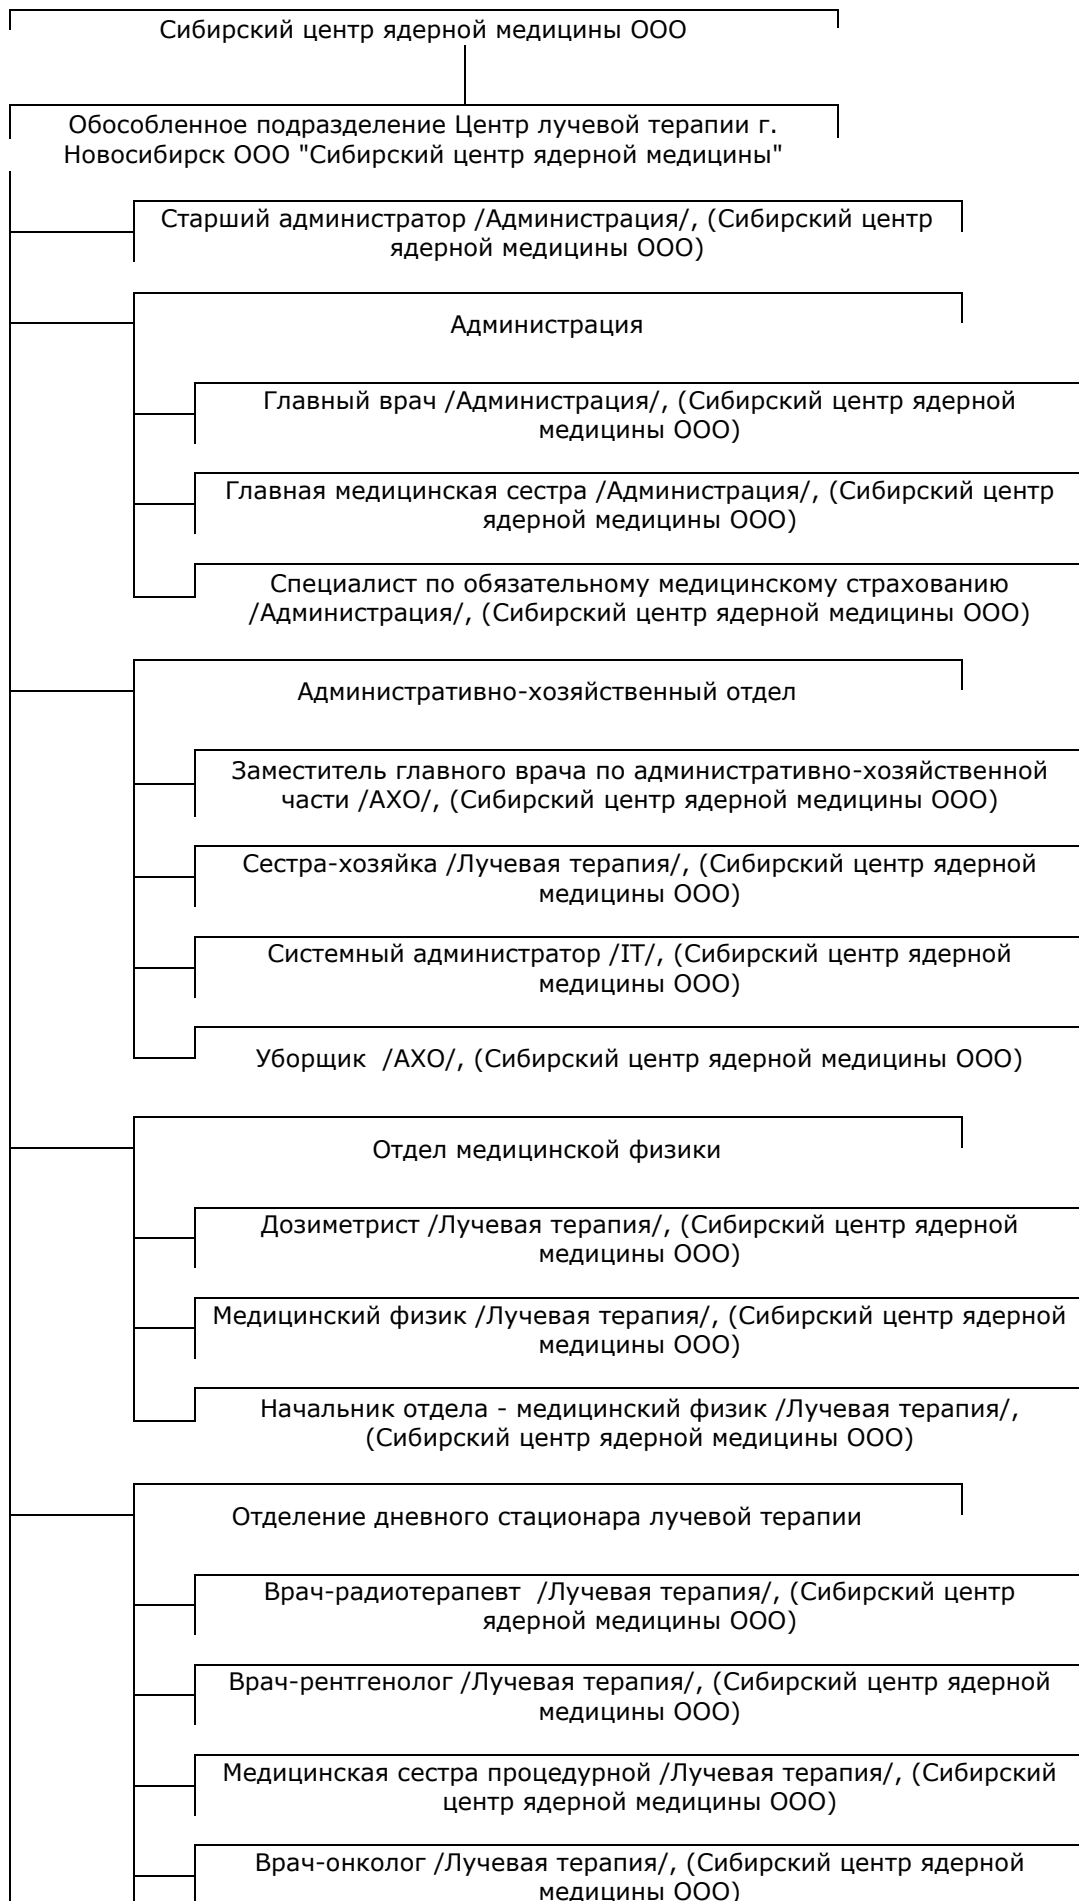 Сибирский центр ядерной медицины ООО
Обособленное подразделение Центр лучевой терапии г.
Новосибирск ООО "Сибирский центр ядерной медицины"
Старший администратор /Администрация/, (Сибирский центр
ядерной медицины ООО)
Администрация
Главный врач /Администрация/, (Сибирский центр ядерной
медицины ООО)
Главная медицинская сестра /Администрация/, (Сибирский центр
ядерной медицины ООО)
Специалист по обязательному медицинскому страхованию
/Администрация/, (Сибирский центр ядерной медицины ООО)
Административно-хозяйственный отдел
Заместитель главного врача по административно-хозяйственной
части /АХО/, (Сибирский центр ядерной медицины ООО)
Сестра-хозяйка /Лучевая терапия/, (Сибирский центр ядерной
медицины ООО)
Системный администратор /IT/, (Сибирский центр ядерной
медицины ООО)
Уборщик  /АХО/, (Сибирский центр ядерной медицины ООО)
Отдел медицинской физики
Дозиметрист /Лучевая терапия/, (Сибирский центр ядерной
медицины ООО)
Медицинский физик /Лучевая терапия/, (Сибирский центр ядерной
медицины ООО)
Начальник отдела - медицинский физик /Лучевая терапия/,
(Сибирский центр ядерной медицины ООО)
Отделение дневного стационара лучевой терапии
Врач-радиотерапевт  /Лучевая терапия/, (Сибирский центр
ядерной медицины ООО)
Врач-рентгенолог /Лучевая терапия/, (Сибирский центр ядерной
медицины ООО)
Медицинская сестра процедурной /Лучевая терапия/, (Сибирский
центр ядерной медицины ООО)
Врач-онколог /Лучевая терапия/, (Сибирский центр ядерной
медицины ООО)